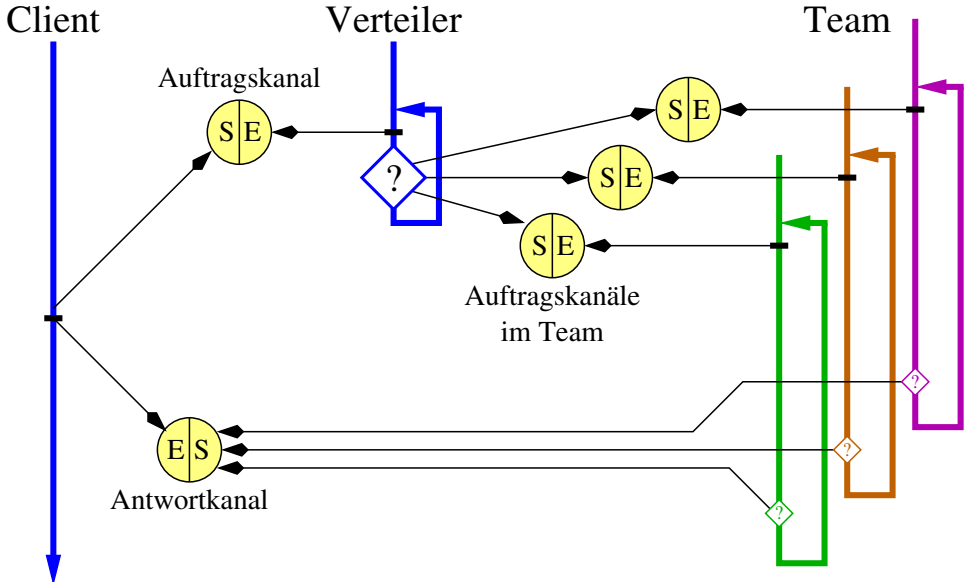 Client
Verteiler
Team
Auftragskanal
S E
S E
?
S E
S E
Auftragskanäle
im Team
?
E S
?
Antwortkanal
?